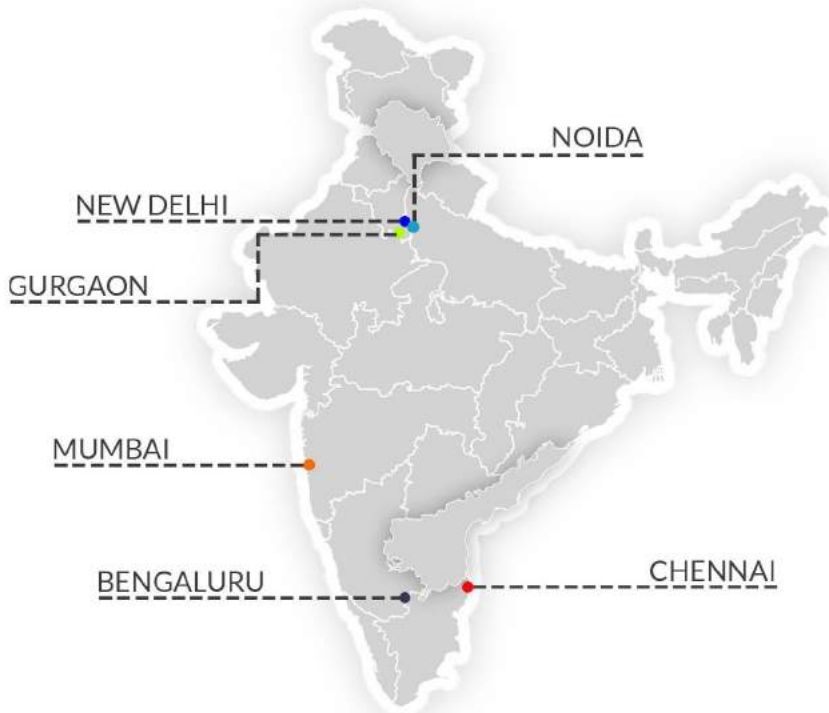 NOIDA
NEW DELHI
GURGAON
MUMBAI
BENGALURU
CHENNAI